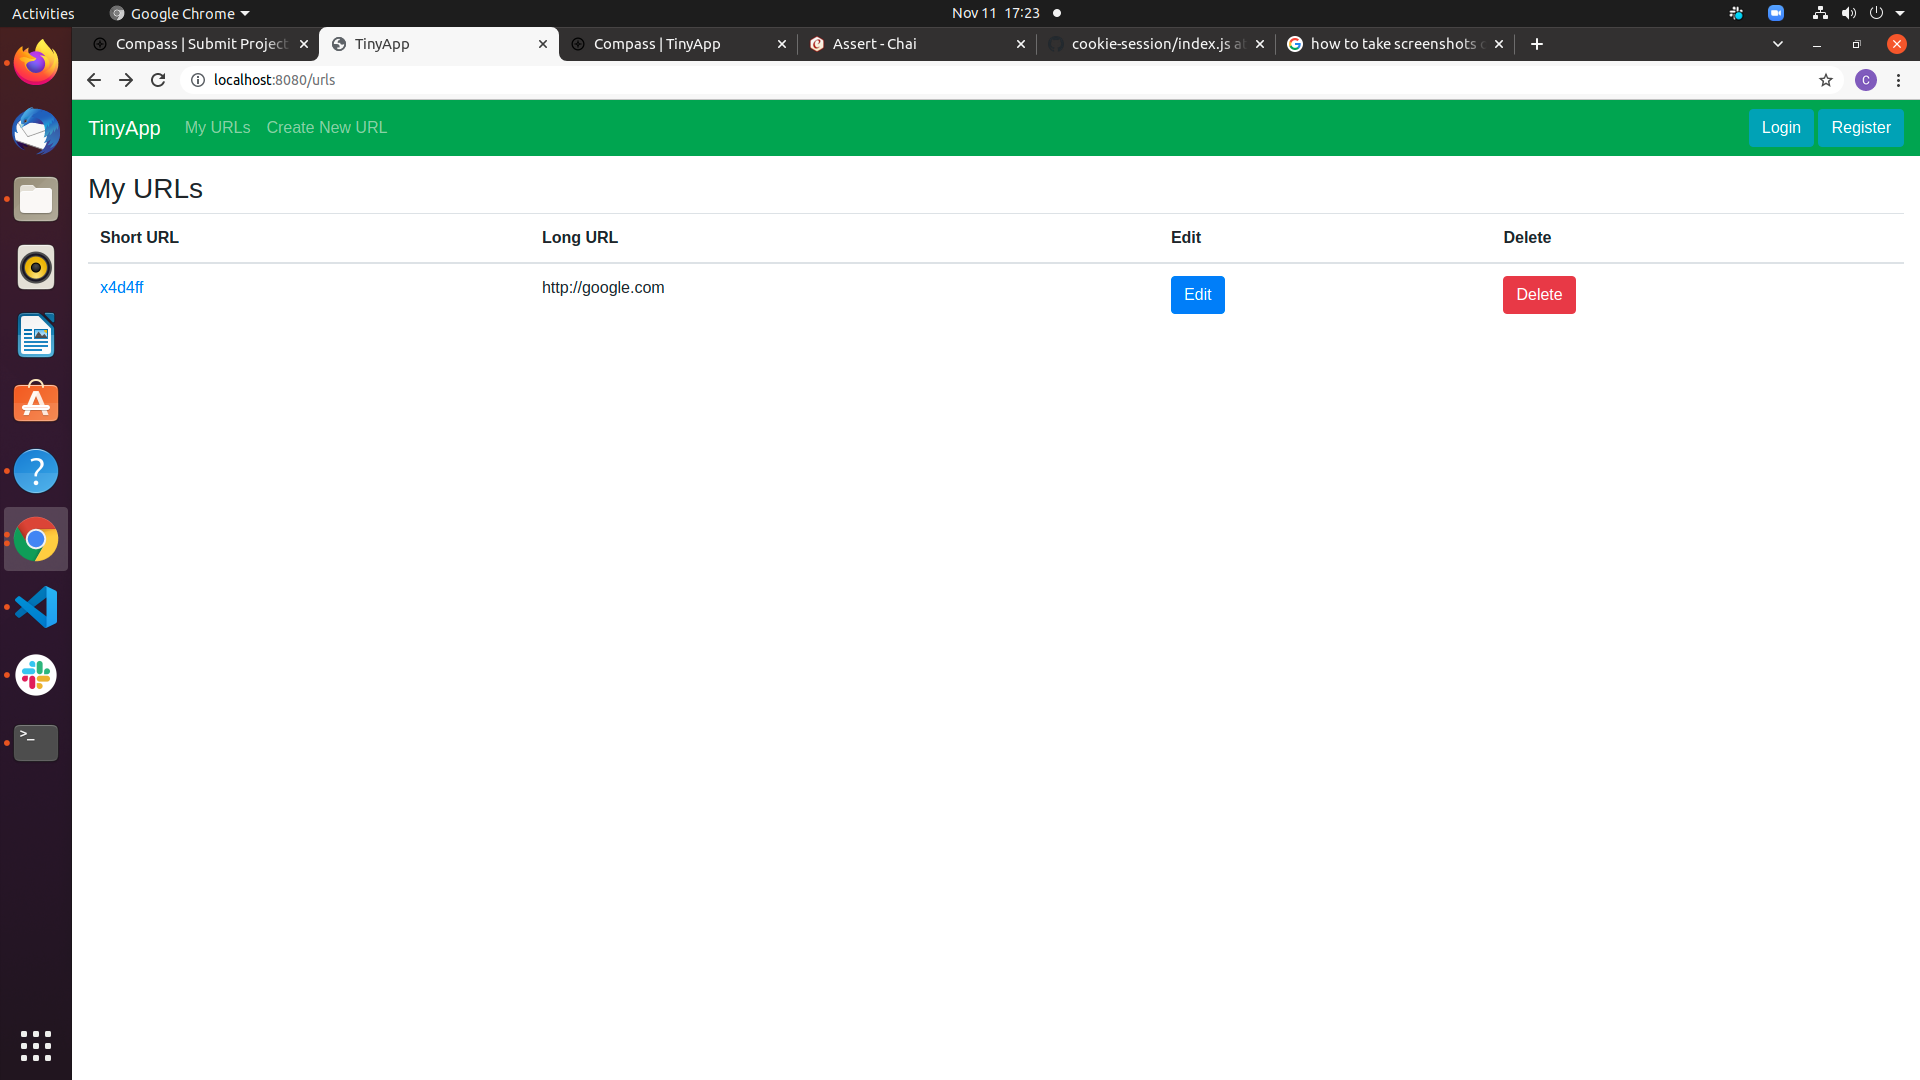 Activities Google Chrome Nov 11 17:23
Compass | Submit Project TinyApp Compass | TinyApp Assert - Chai cookie-session/index.js at how to take screenshots
localhost:8080/urls C
TinyApp My URLs Create New URL Login Register
My URLs
Short URL Long URL Edit Delete
x4d4ff http://google.com Edit Delete
>_